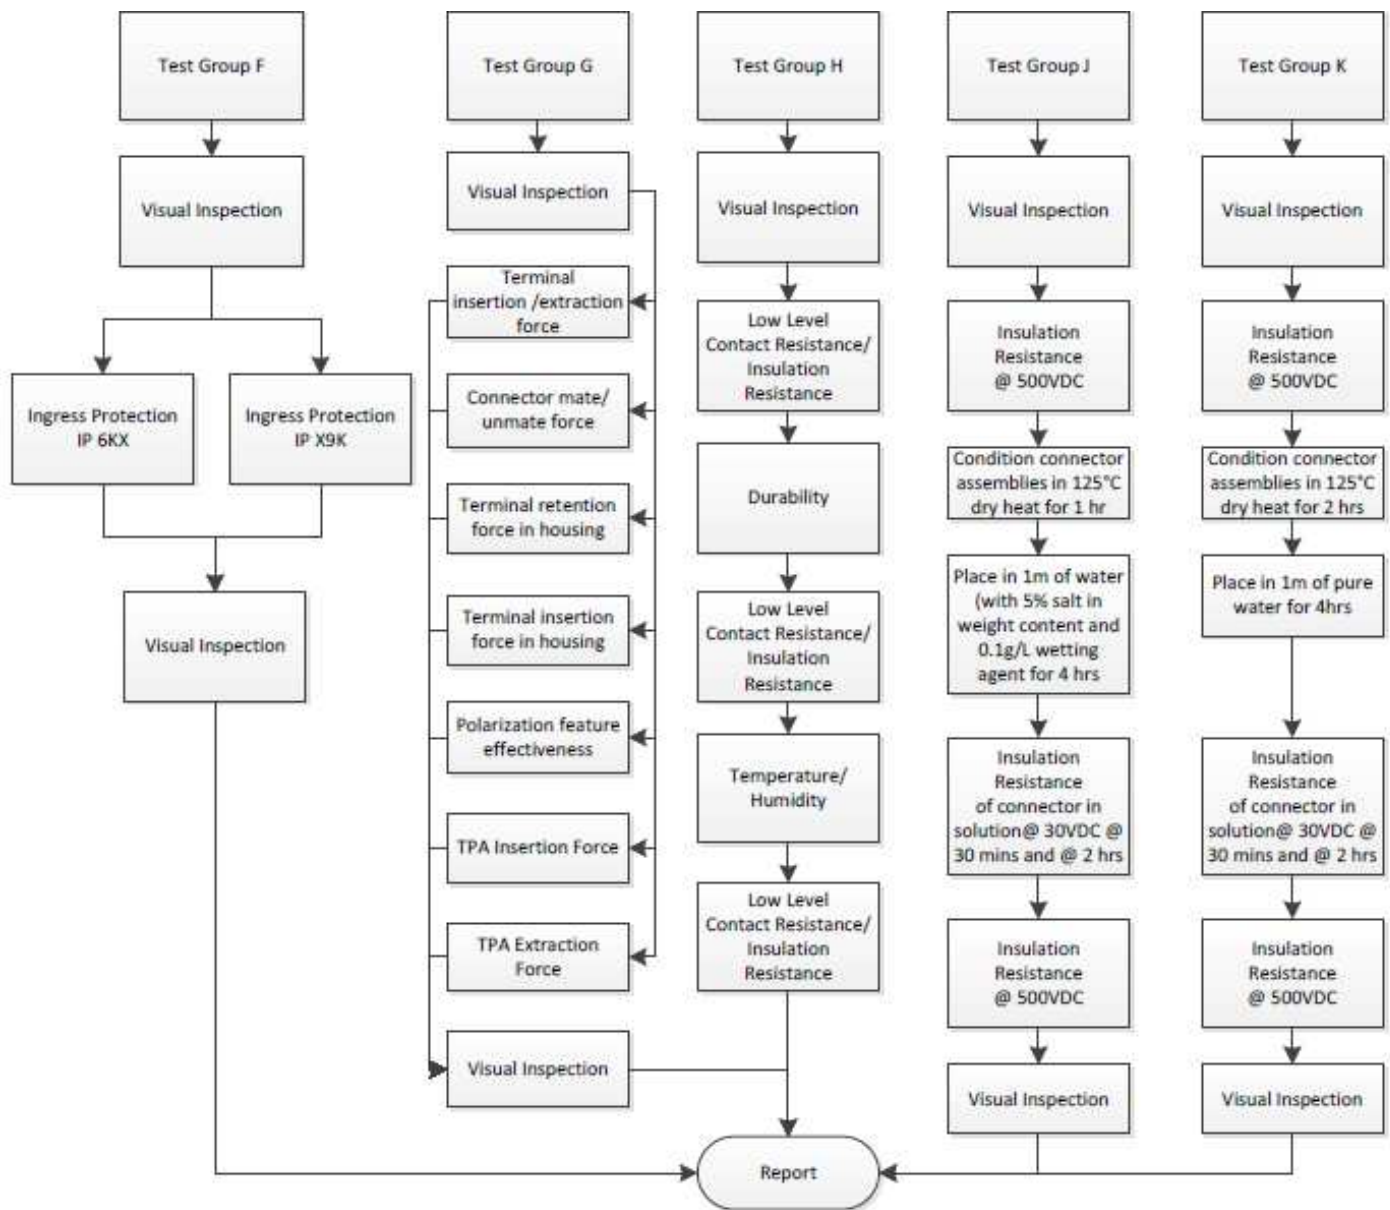 Test Group F
Visual Inspection
Ingress Protection
IP 6KX
Ingress Protection
IP X9K
Visual Inspection
Test Group G
Visual Inspection
Terminal
insertion /extraction
force
Connector mate/
unmate force
Terminal retention
force in housing
Terminal insertion
force in housing
Polarization feature
effectiveness
TPA Insertion Force
TPA Extraction
Force
Visual Inspection
Test Group H
Visual Inspection
Low Level
Contact Resistance/
Insulation
Resistance
Durability
Low Level
Contact Resistance/
Insulation
Resistance
Temperature/
Humidity
Low Level
Contact Resistance/
Insulation
Resistance
Test Group J
Visual Inspection
Insulation
Resistance
@ 500VDC
Condition connector
assemblies in 125°C
dry heat for 1 hr
Place in 1m of water
(with 5% salt in
weight content and
0.1g/L wetting
agent for 4 hrs
Insulation
Resistance
of connector in
solution@ 30VDC @
30 mins and @ 2 hrs
Insulation
Resistance
@ 500VDC
Visual Inspection
Test Group K
Visual Inspection
Insulation
Resistance
@ 500VDC
Condition connector
assemblies in 125°C
dry heat for 2 hrs
Place in 1m of pure
water for 4hrs
Insulation
Resistance
of connector in
solution@ 30VDC @
30 mins and @ 2 hrs
Insulation
Resistance
@ 500VDC
Visual Inspection
Report